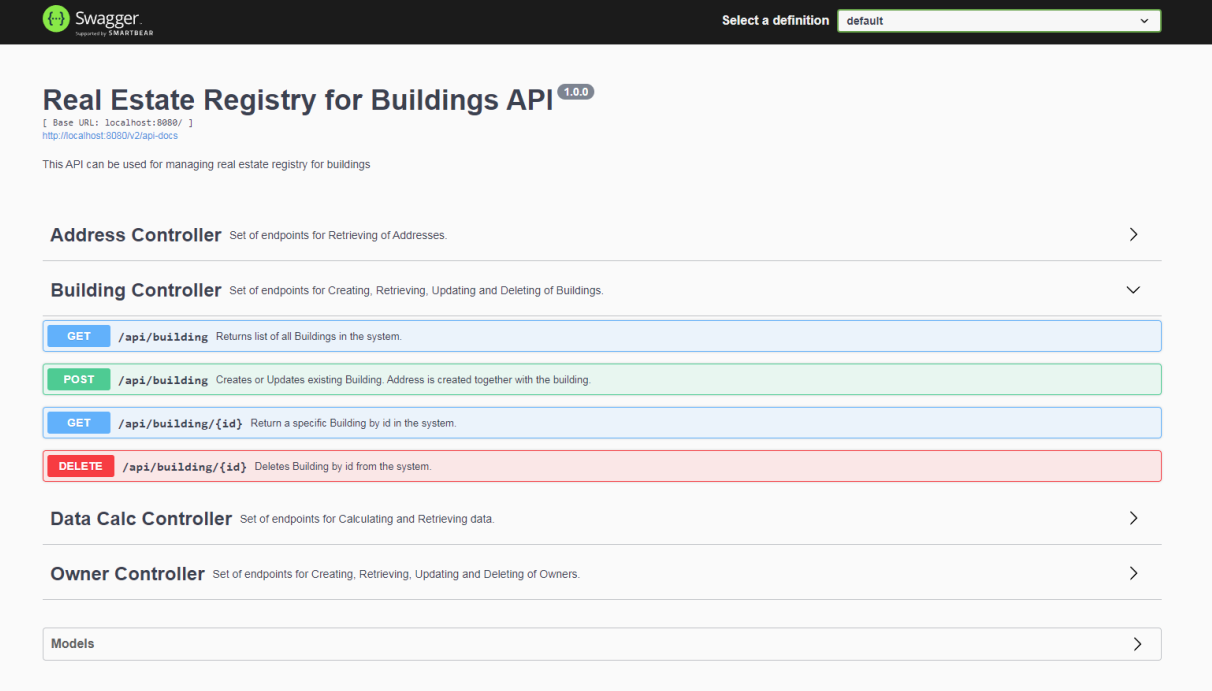 Swagger.
Supported by SMARTBEAR
Select a definition
default
Real Estate Registry for Buildings API 1.0.0
[ Base URL: localhost:8080/ ]
http://localhost:8080/v2/api-docs
This API can be used for managing real estate registry for buildings
Address Controller Set of endpoints for Retrieving of Addresses.
Building Controller Set of endpoints for Creating, Retrieving, Updating and Deleting of Buildings.
GET /api/building Returns list of all Buildings in the system.
POST /api/building Creates or Updates existing Building. Address is created together with the building.
GET /api/building/{id} Return a specific Building by id in the system.
DELETE /api/building/{id} Deletes Building by id from the system.
Data Calc Controller Set of endpoints for Calculating and Retrieving data.
Owner Controller Set of endpoints for Creating, Retrieving, Updating and Deleting of Owners.
Models